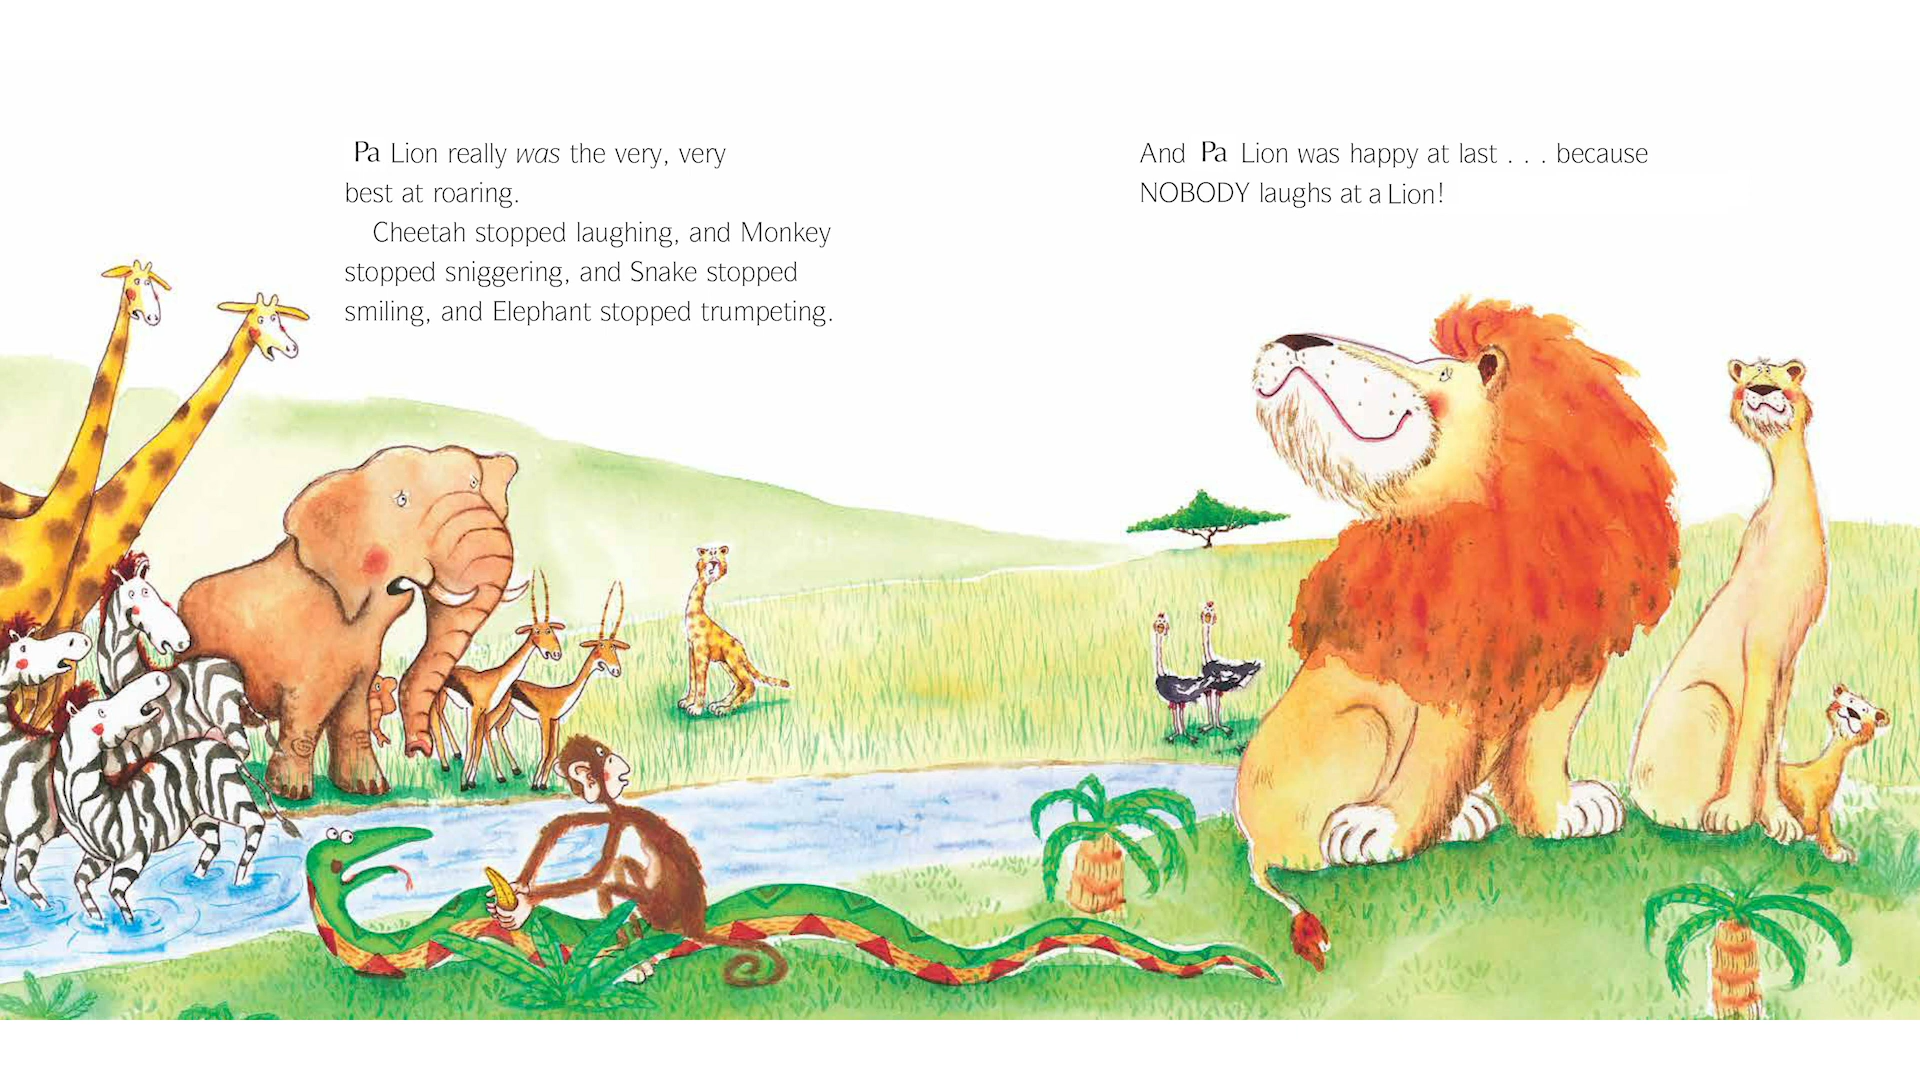 Pa Lion really was the very, very
best at roaring.
Cheetah stopped laughing, and Monkey
stopped sniggering, and Snake stopped
smiling, and Elephant stopped trumpeting.
And Pa Lion was happy at last . . . because
NOBODY laughs at a Lion!